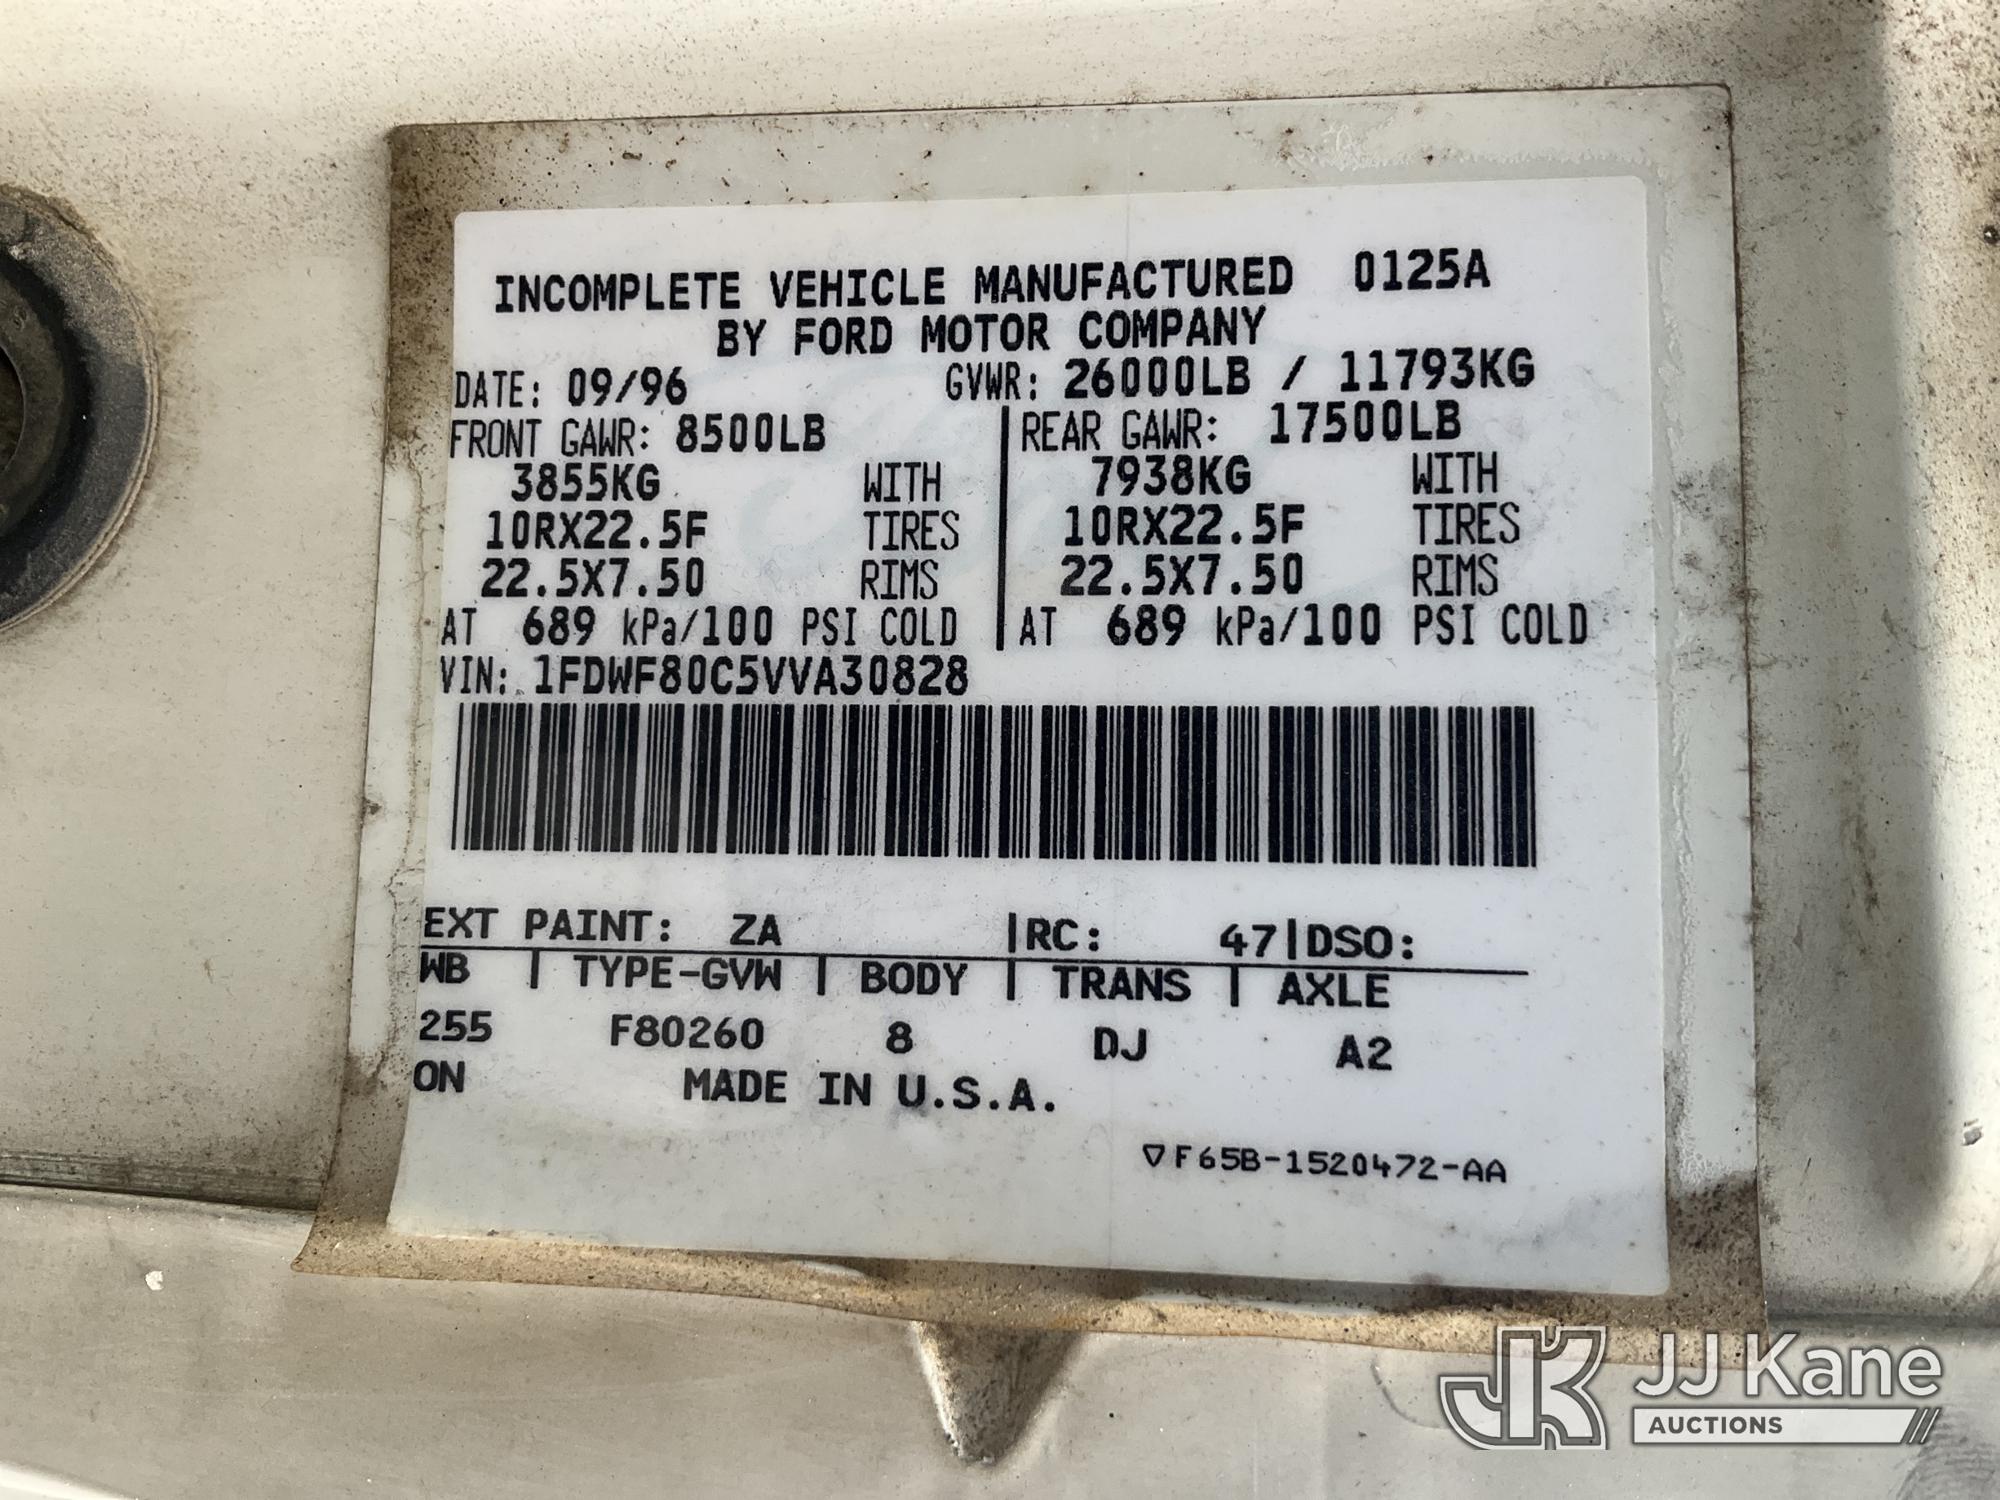 INCOMPLETE VEHICLE MANUFACTURED 0125A
BY FORD MOTOR COMPANY
DATE: 09/96 GVWR: 26000LB / 11793KG
FRONT GAWR: 8500LB | REAR GAWR: 17500LB
3855KG WITH 7938KG WITH
10RX22.5F TIRES 10RX22.5F TIRES
22.5X7.50 RIMS 22.5X7.50 RIMS
AT 689 kPa/100 PSI COLD | AT 689 kPa/100 PSI COLD
VIN: 1FDWF80C5VVA30828
EXT PAINT: ZA |RC: 47|DSO:
WB | TYPE-GVW | BODY | TRANS | AXLE
255 F80260 8 DJ A2
ON MADE IN U.S.A.
▽F65B-1520472-AA
JK JJ Kane
AUCTIONS